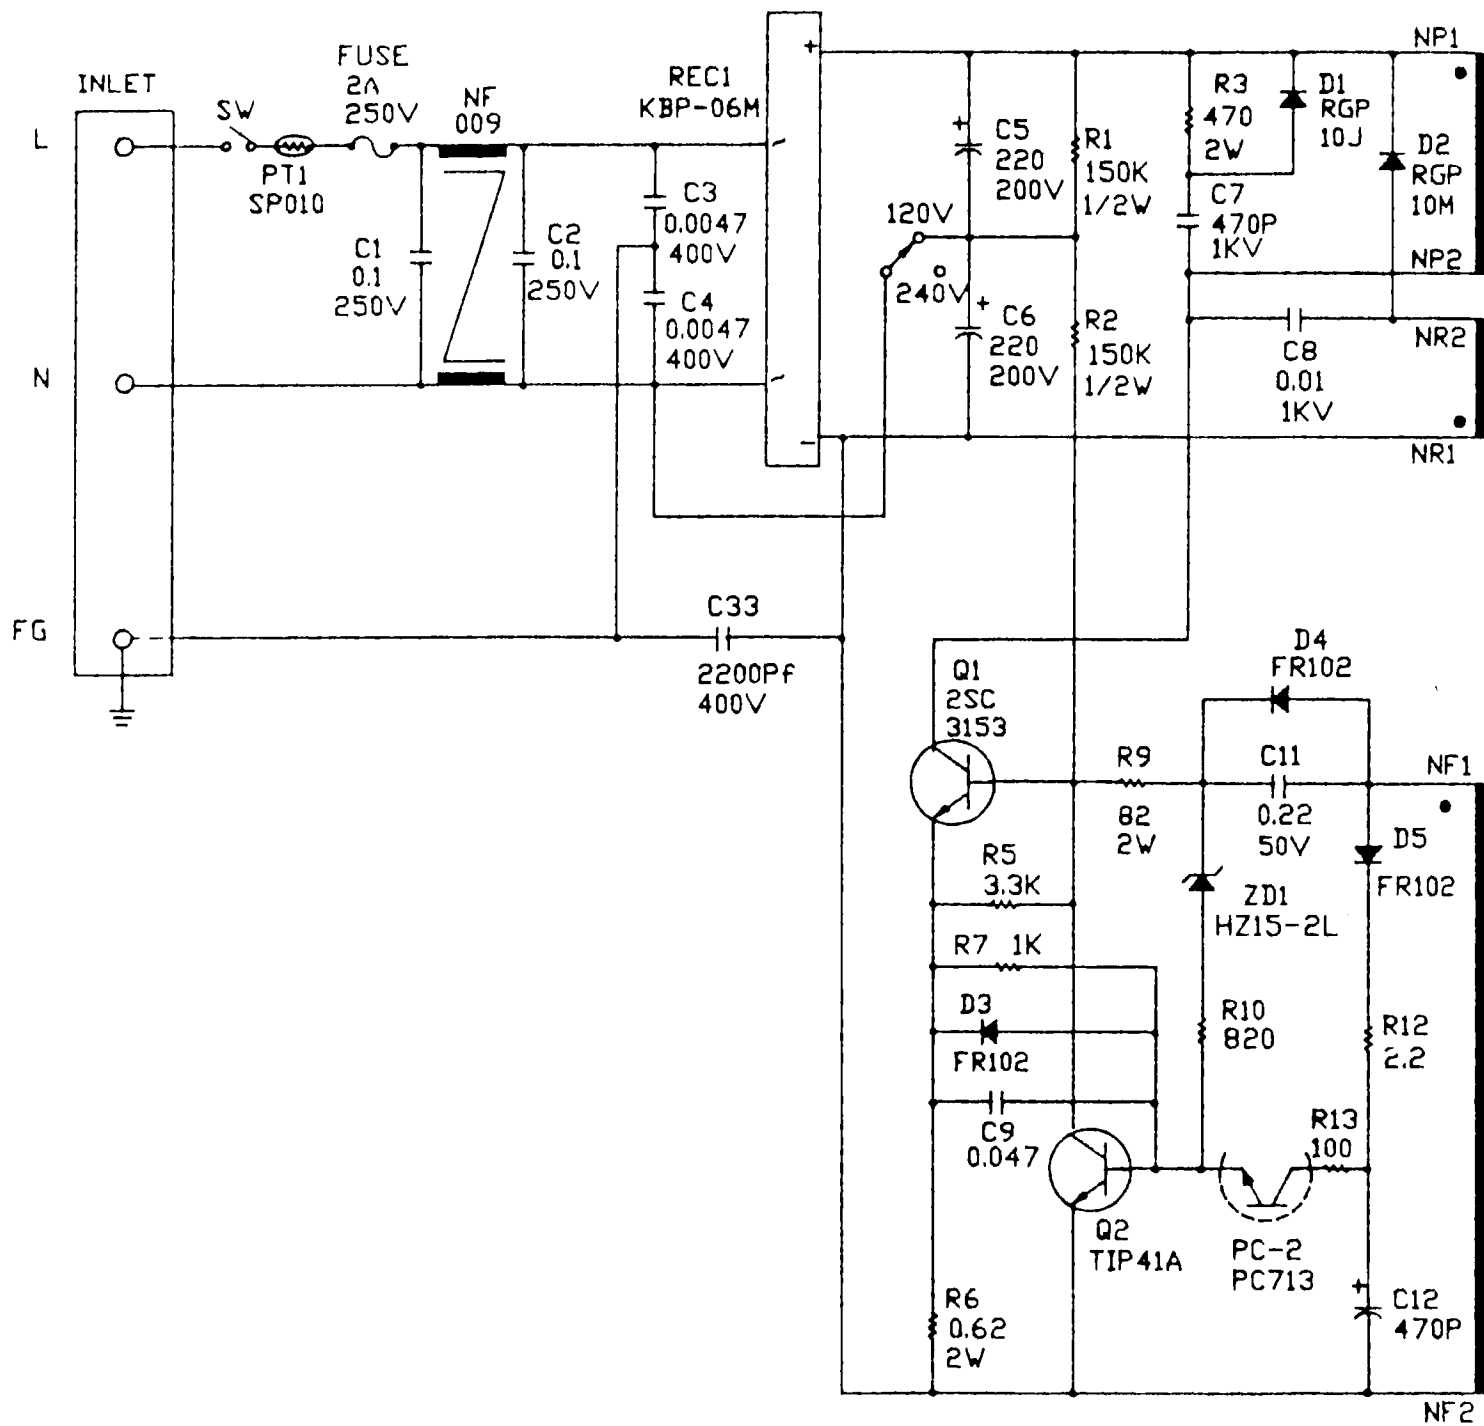 INLET
L
N
FG
SW
PT1
SP010
FUSE
2A
250V
NF
009
C1
0.1
250V
C2
0.1
250V
C3
0.0047
400V
C4
0.0047
400V
REC1
KBP-06M
+
~
~
-
120V
240V
+
C5
220
200V
+
C6
220
200V
R1
150K
1/2W
R2
150K
1/2W
R3
470
2W
D1
RGP
10J
D2
RGP
10M
C7
470P
1KV
C8
0.01
1KV
NP1
NP2
NR2
NR1
C33
2200Pf
400V
Q1
2SC
3153
D4
FR102
R9
82
2W
C11
0.22
50V
NF1
D5
FR102
R5
3.3K
ZD1
HZ15-2L
R7 1K
D3
FR102
R10
820
R12
2.2
C9
0.047
R13
100
Q2
TIP41A
PC-2
PC713
R6
0.62
2W
+
C12
470P
NF2